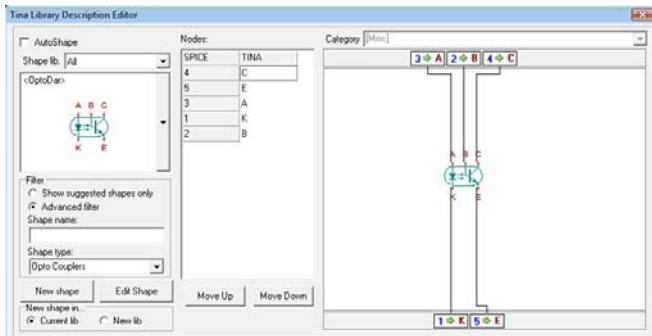 Tina Library Description Editor
AutoShape
Shape lib. All
<OptoDar>
A B C
K E
Filter
Show suggested shapes only
Advanced filter
Shape name:
Shape type:
Opto Couplers
New shape Edit Shape
New shape in...
Current lib New lib
Nodes:
SPICE TINA
4 C
5 E
3 A
1 K
2 B
Move Up Move Down
Category [Misc]
3 ⇨ A 2 ⇨ B 4 ⇨ C
A B C
K E
1 ⇨ K 5 ⇨ E